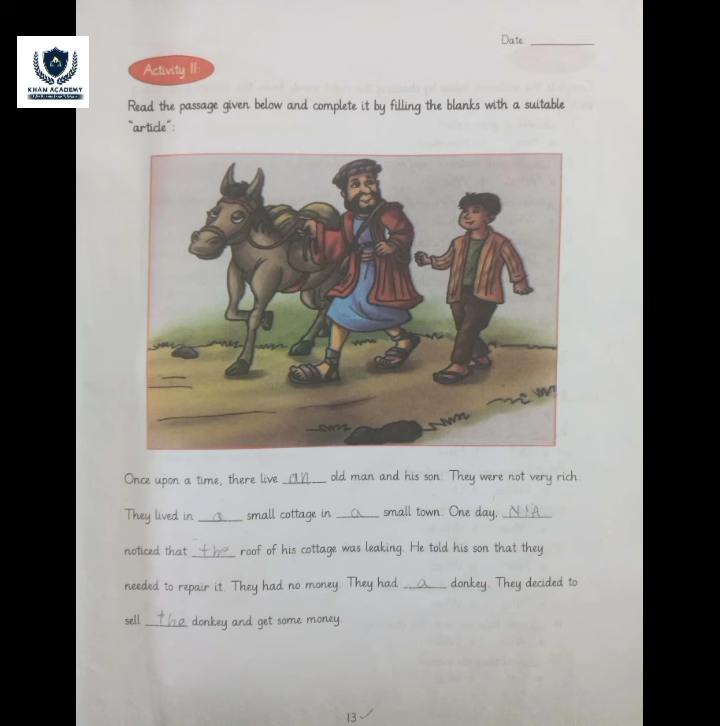 Date ________
KHAN ACADEMY
Activity 11:
Read the passage given below and complete it by filling the blanks with a suitable
"article":
Once upon a time, there live an old man and his son. They were not very rich.
They lived in a small cottage in a small town. One day, N!A
noticed that the roof of his cottage was leaking. He told his son that they
needed to repair it. They had no money. They had a donkey. They decided to
sell the donkey and get some money.
13